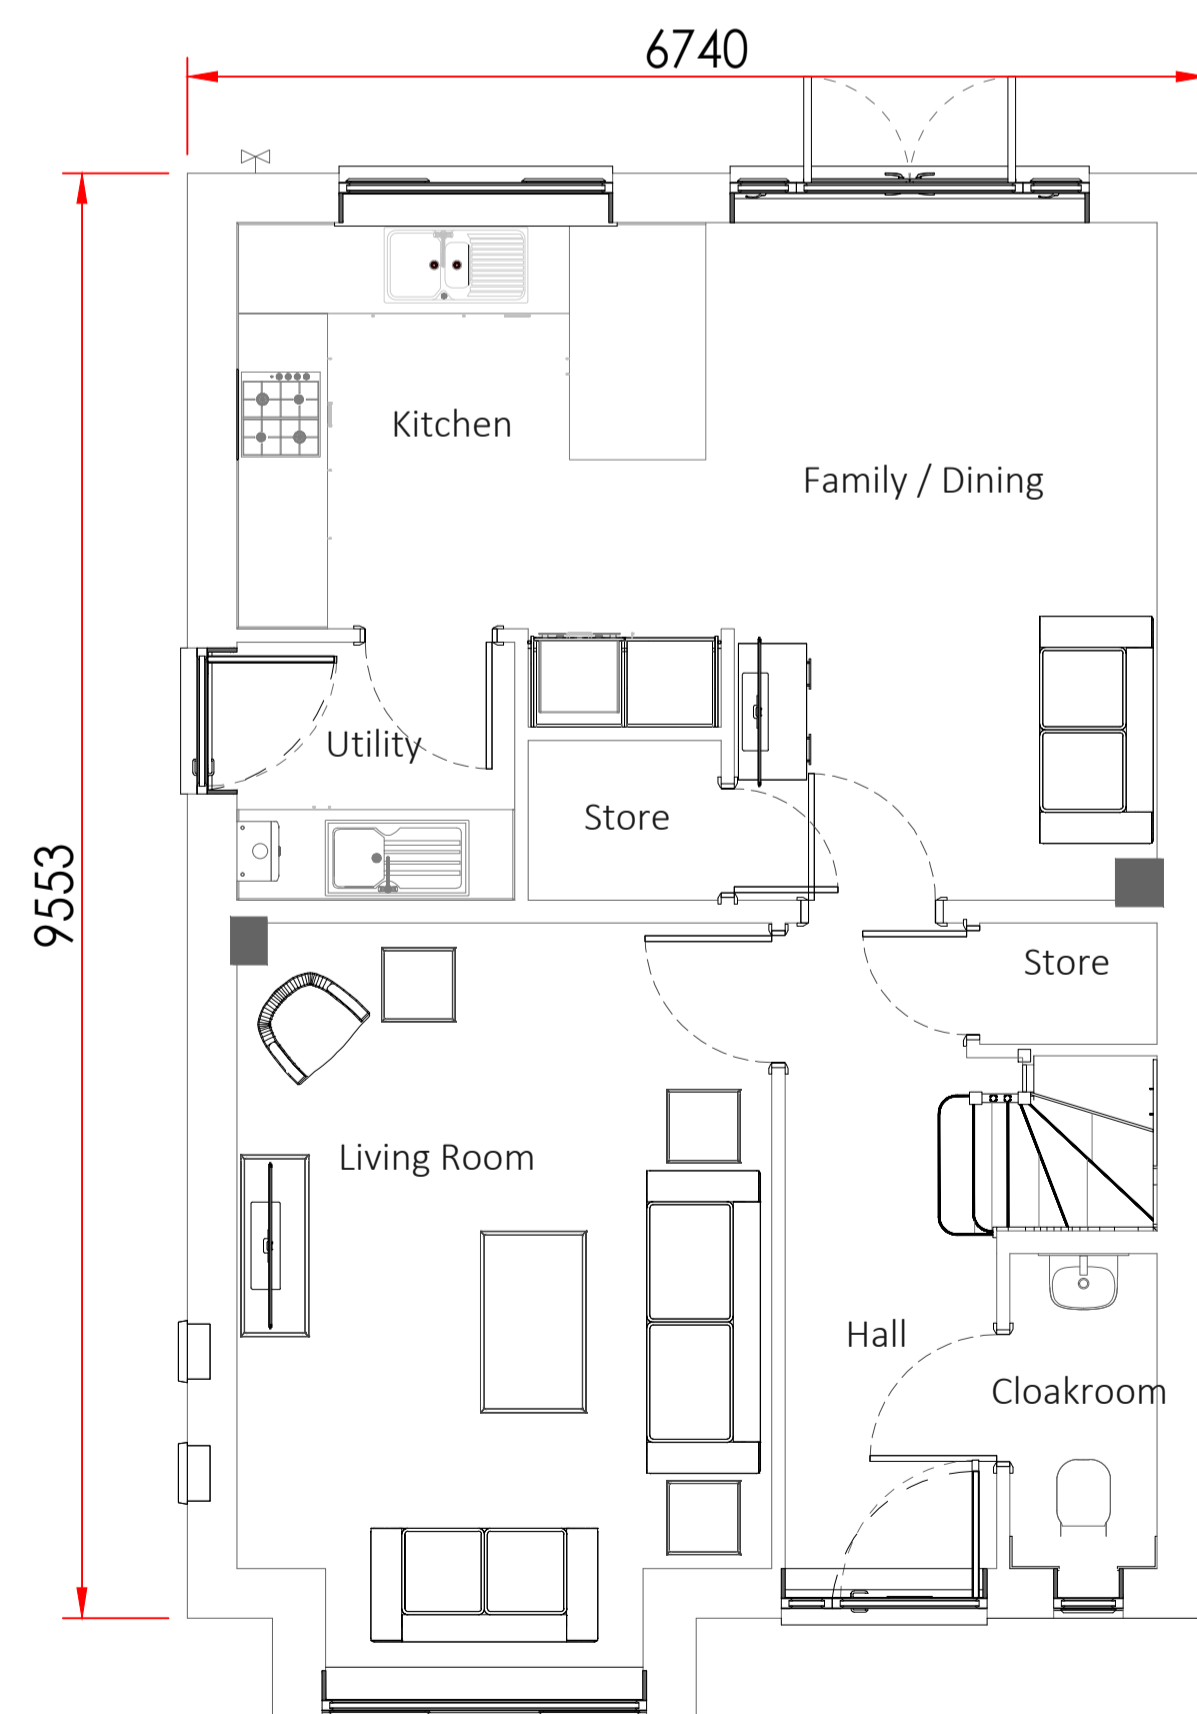 6740
Kitchen
Family / Dining
Utility
Store
9553
Store
Living Room
Hall
Cloakroom